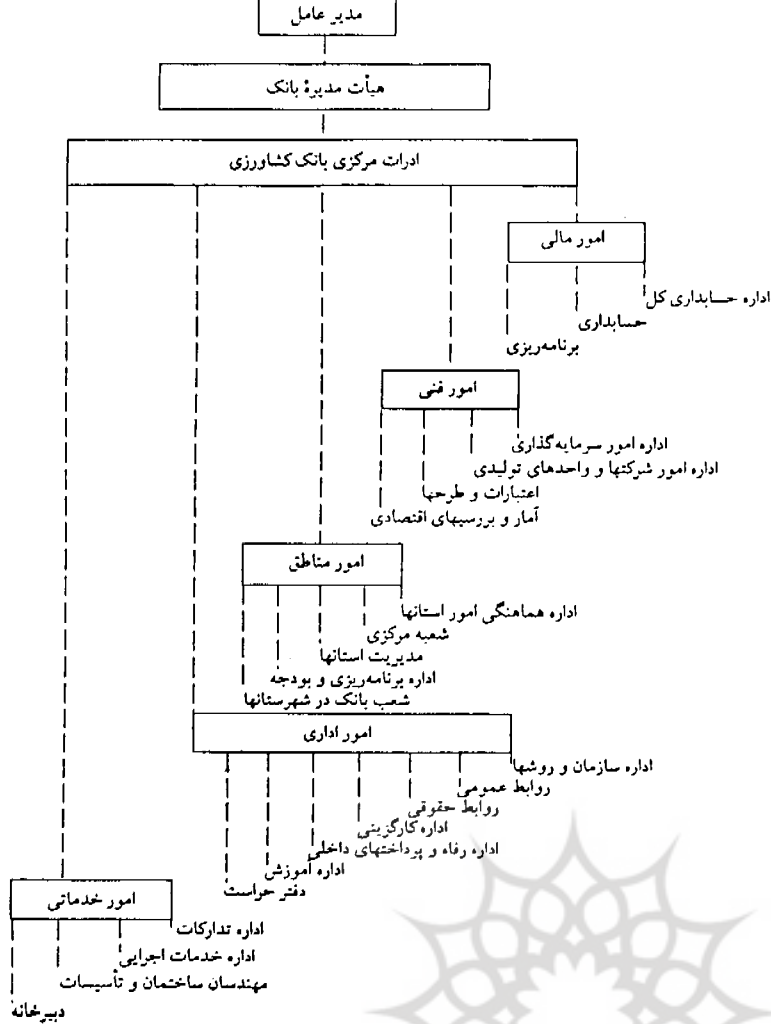 مدیر عامل
هیأت مدیرهٔ بانک
ادرات مرکزی بانک کشاورزی
امور مالی
اداره حسابداری کل
حسابداری
برنامه‌ریزی
امور فنی
اداره امور سرمایه‌گذاری
اداره امور شرکتها و واحدهای تولیدی
اعتبارات و طرحها
آمار و بررسیهای اقتصادی
امور مناطق
اداره هماهنگی امور استانها
شعبه مرکزی
مدیریت استانها
اداره برنامه‌ریزی و بودجه
شعب بانک در شهرستانها
امور اداری
اداره سازمان و روشها
روابط عمومی
روابط حقوقی
اداره کارگزینی
اداره رفاه و پرداختهای داخلی
اداره آموزش
دفتر حراست
امور خدماتی
اداره تدارکات
اداره خدمات اجرایی
مهندسان ساختمان و تأسیسات
دبیرخانه